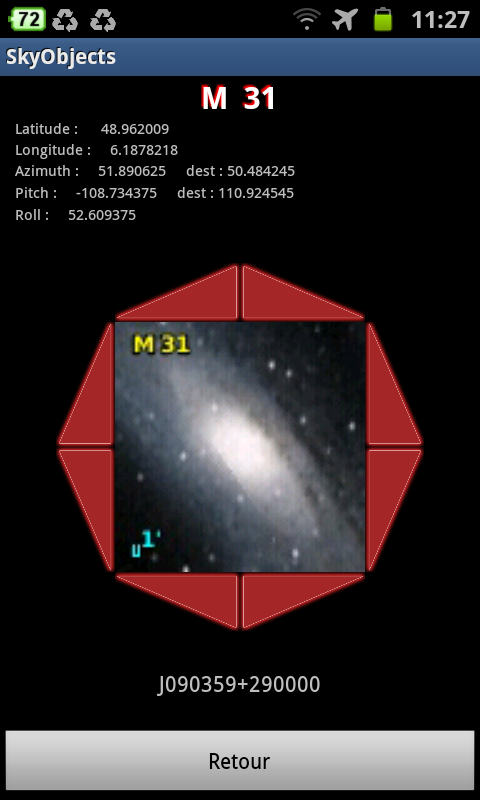 72 11:27
SkyObjects
M 31
Latitude : 48.962009
Longitude : 6.1878218
Azimuth : 51.890625 dest : 50.484245
Pitch : -108.734375 dest : 110.924545
Roll : 52.609375
M 31
1'
J090359+290000
Retour